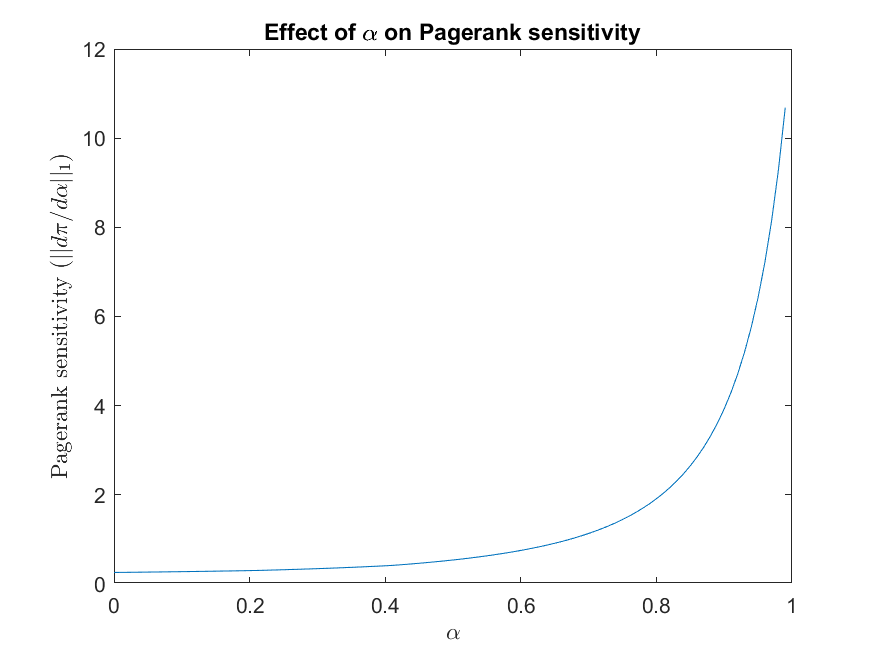 Effect of α on Pagerank sensitivity
12
10
8
6
4
2
0
Pagerank sensitivity (||dπ/dα||₁)
0 0.2 0.4 0.6 0.8 1
α